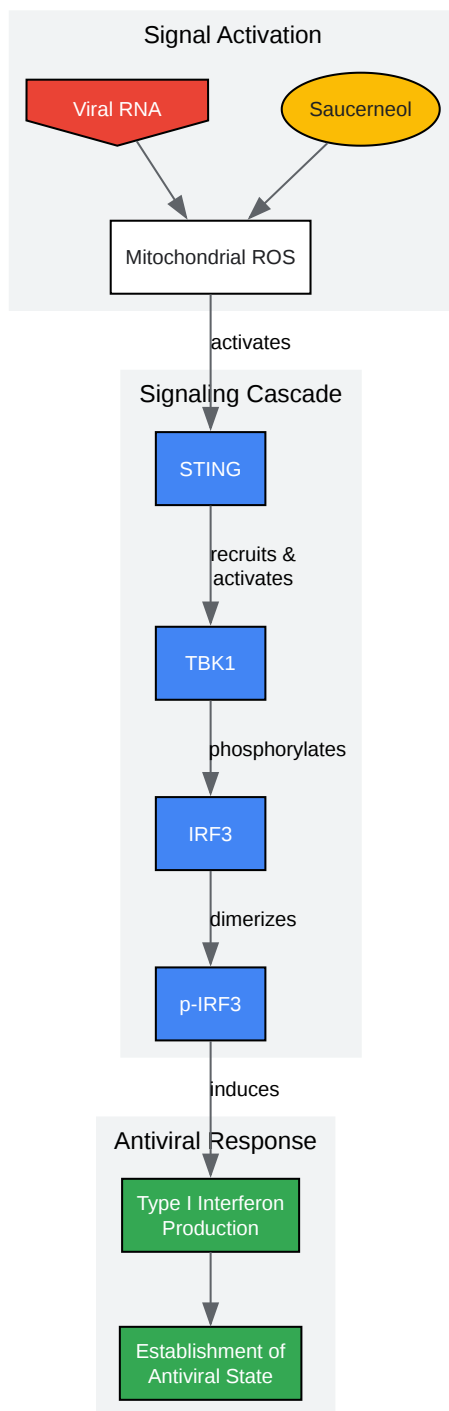 Signal Activation
Viral RNA
Saucerneol
Mitochondrial ROS
activates
Signaling Cascade
STING
recruits &
activates
TBK1
phosphorylates
IRF3
dimerizes
p-IRF3
induces
Antiviral Response
Type I Interferon
Production
Establishment of
Antiviral State